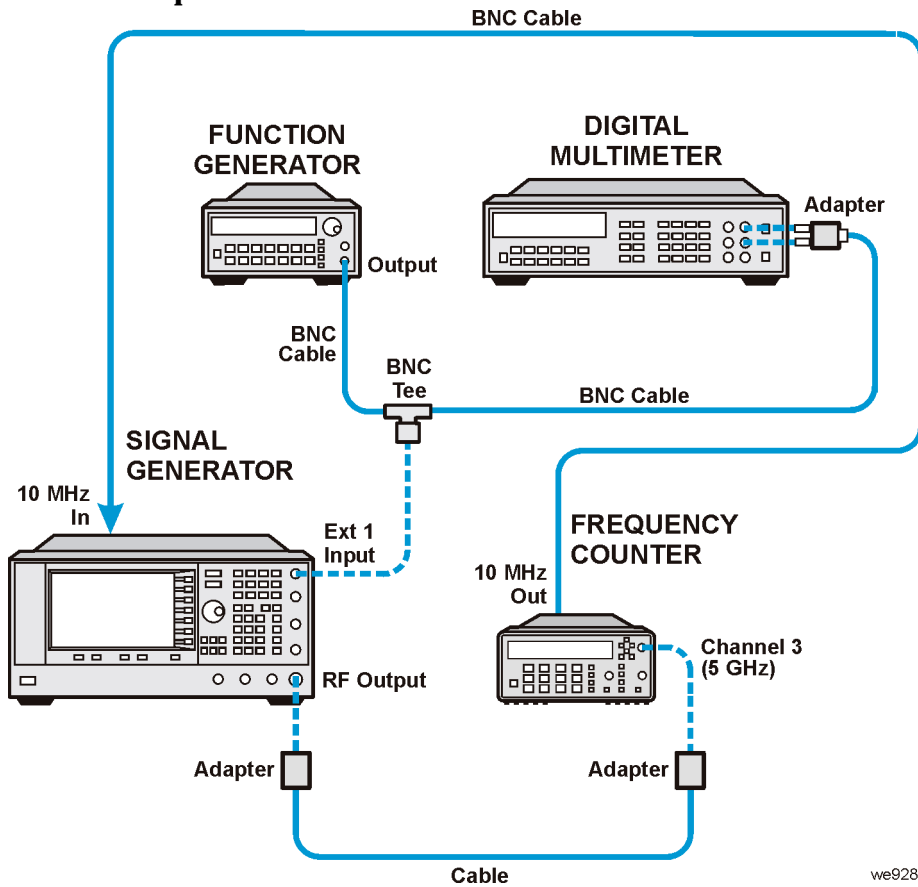 BNC Cable
FUNCTION
GENERATOR
DIGITAL
MULTIMETER
Adapter
Output
BNC
Cable
BNC
Tee
BNC Cable
SIGNAL
GENERATOR
10 MHz
In
Ext 1
Input
FREQUENCY
COUNTER
10 MHz
Out
Channel 3
(5 GHz)
RF Output
Adapter
Adapter
Cable
we928